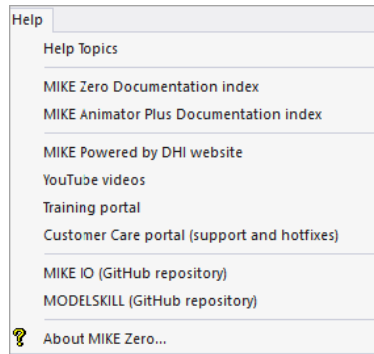 Help
Help Topics
MIKE Zero Documentation index
MIKE Animator Plus Documentation index
MIKE Powered by DHI website
YouTube videos
Training portal
Customer Care portal (support and hotfixes)
MIKE IO (GitHub repository)
MODELSKILL (GitHub repository)
About MIKE Zero...